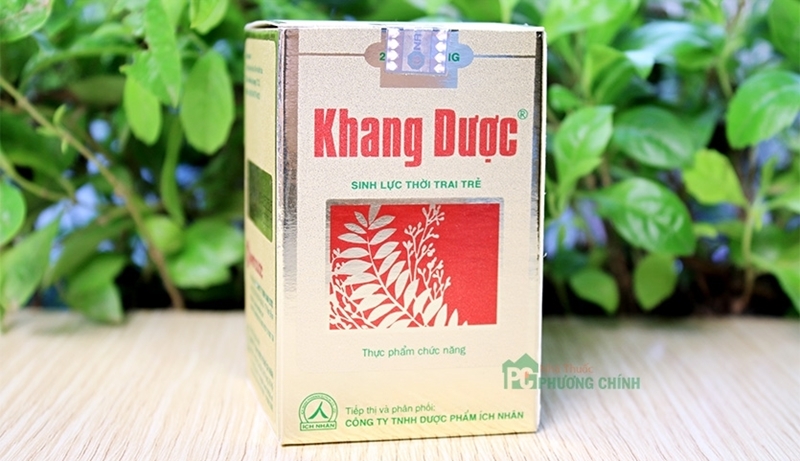 Khang Dược®
SINH LỰC THỜI TRAI TRẺ
Thực phẩm chức năng
ÍCH NHÂN
Tiếp thị và phân phối:
CÔNG TY TNHH DƯỢC PHẨM ÍCH NHÂN
PC
PHƯƠNG CHÍNH